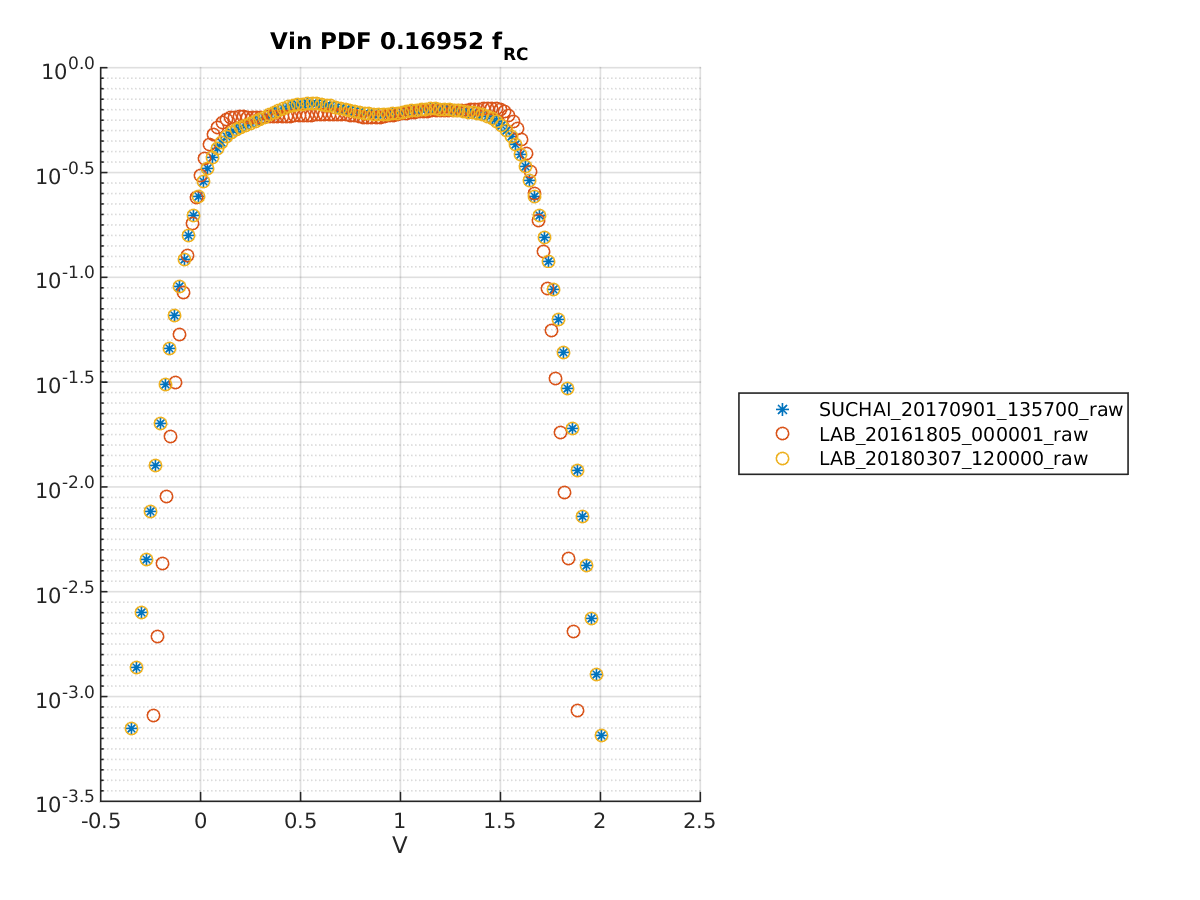 Vin PDF 0.16952 f_RC
10^0.0
10^-0.5
10^-1.0
10^-1.5
10^-2.0
10^-2.5
10^-3.0
10^-3.5
-0.5 0 0.5 1 1.5 2 2.5
V
SUCHAI_20170901_135700_raw
LAB_20161805_000001_raw
LAB_20180307_120000_raw